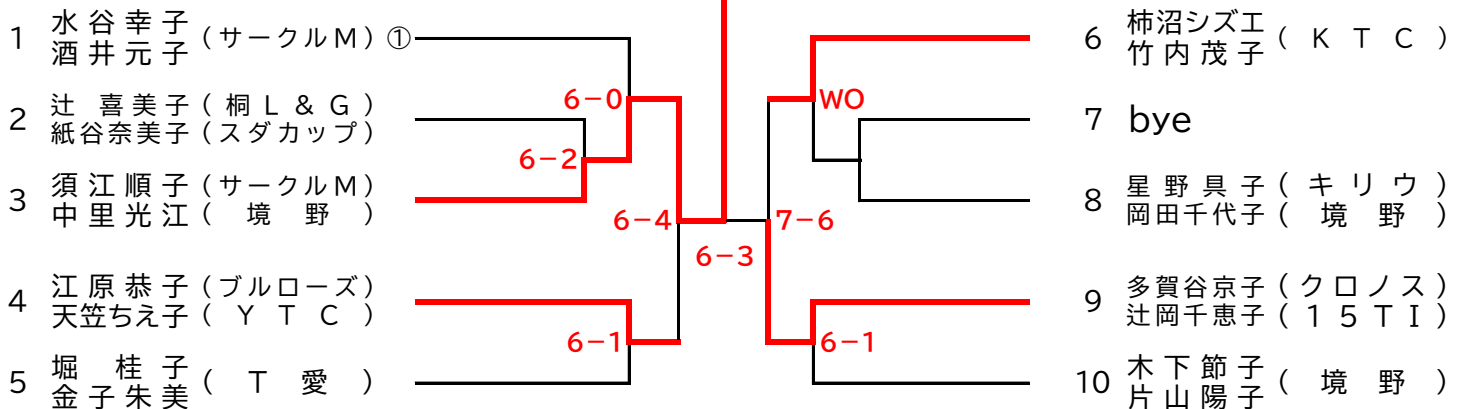 1 水谷幸子 酒井元子 (サークルM) ①
2 辻 喜美子 (桐L&G)
紙谷奈美子 (スダカップ)
3 須江順子 (サークルM)
中里光江 (境野)
4 江原恭子 (ブルローズ)
天笠ちえ子 (YTC)
5 堀桂子 金子朱美 (T愛)
6-0
6-2
6-4
6-1
6-3
WO
7-6
6-1
6 柿沼シズエ 竹内茂子 (KTC)
7 bye
8 星野具子 (キリウ)
岡田千代子 (境野)
9 多賀谷京子 (クロノス)
辻岡千恵子 (15TI)
10 木下節子 片山陽子 (境野)